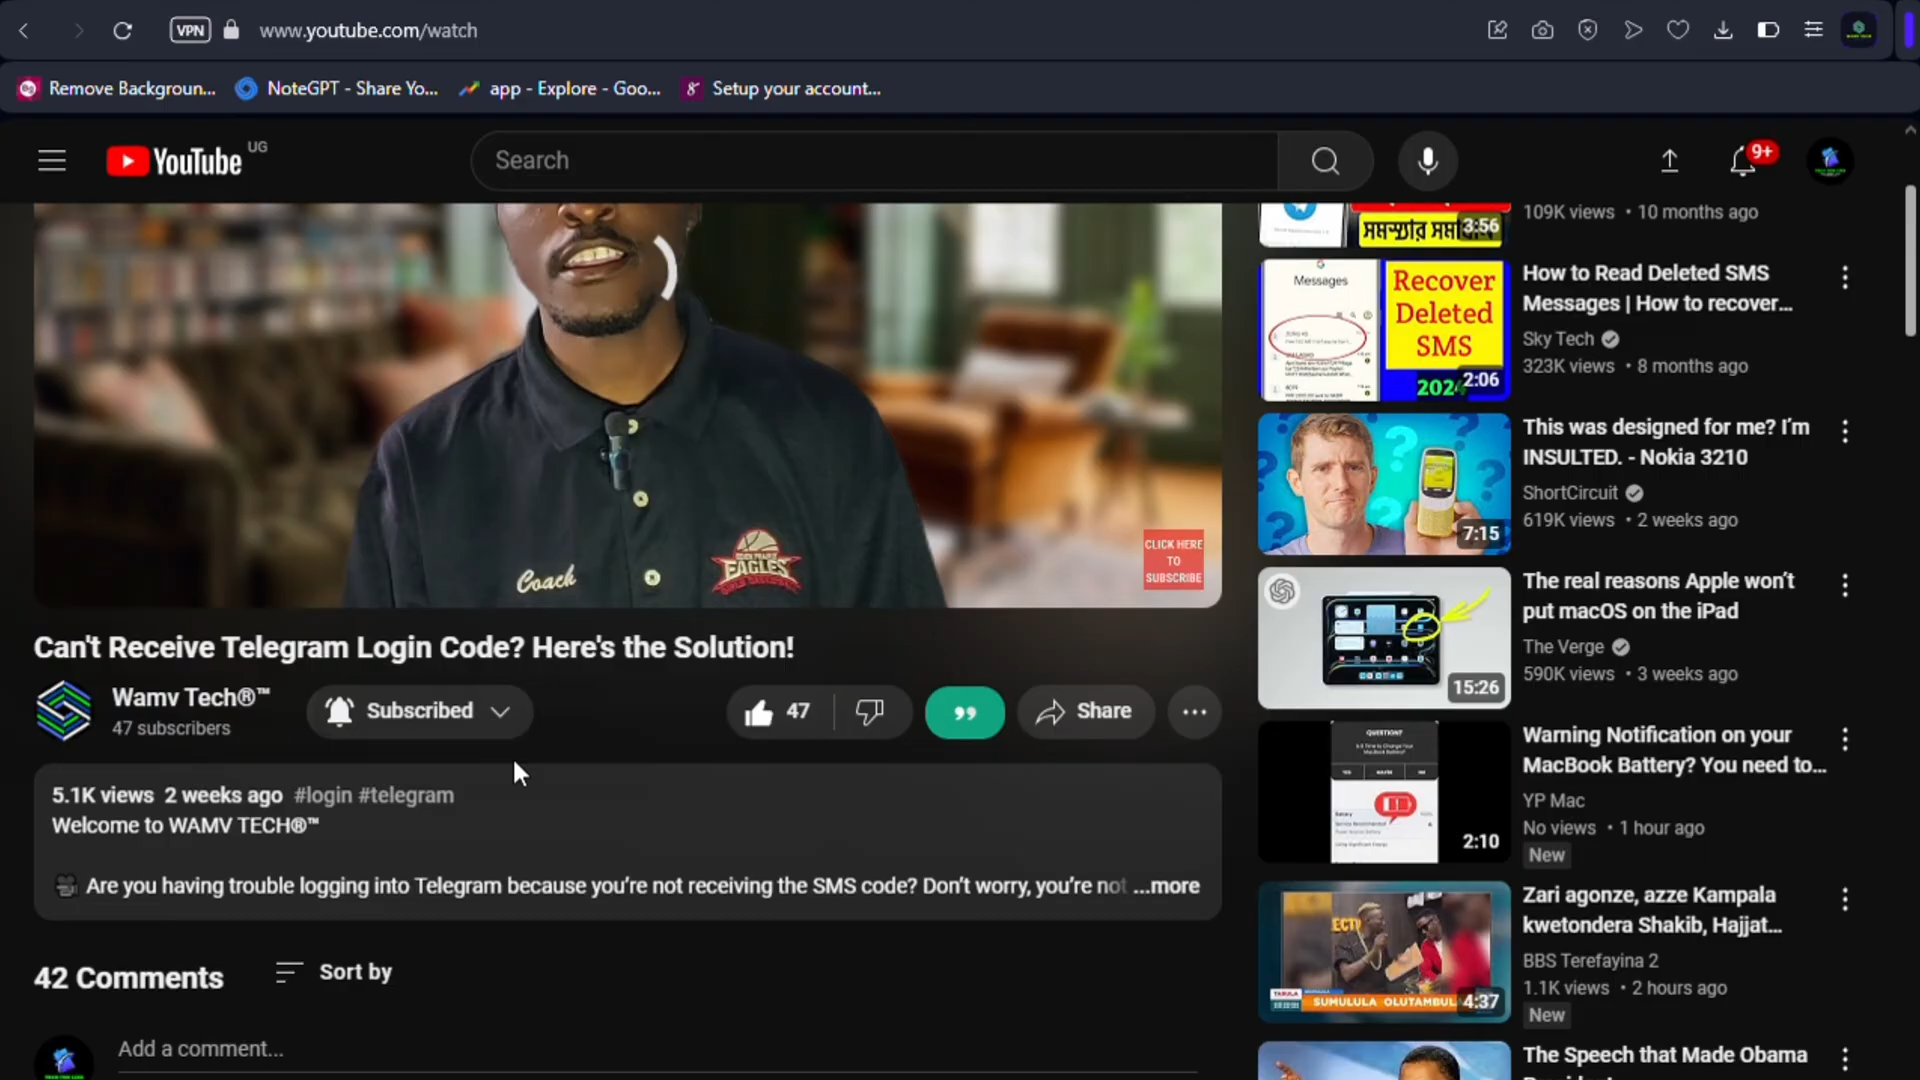 VPN
www.youtube.com/watch
Remove Backgroun...
NoteGPT - Share Yo...
app - Explore - Goo...
Setup your account...
YouTube UG
Search
9+
Coach
EAGLES
CLICK HERE
TO
SUBSCRIBE
Can't Receive Telegram Login Code? Here's the Solution!
Wamv Tech®™
47 subscribers
Subscribed
47
Share
5.1K views 2 weeks ago #login #telegram
Welcome to WAMV TECH®™
Are you having trouble logging into Telegram because you’re not receiving the SMS code? Don’t worry, you’re not ...more
42 Comments
Sort by
Add a comment...
3:56
109K views • 10 months ago
Messages
Recover
Deleted
SMS
2024
2:06
How to Read Deleted SMS
Messages | How to recover...
Sky Tech
323K views • 8 months ago
7:15
This was designed for me? I’m
INSULTED. - Nokia 3210
ShortCircuit
619K views • 2 weeks ago
15:26
The real reasons Apple won’t
put macOS on the iPad
The Verge
590K views • 3 weeks ago
QUESTION?
2:10
Warning Notification on your
MacBook Battery? You need to...
YP Mac
No views • 1 hour ago
New
SUMULULA OLUTAMBUL
4:37
Zari agonze, azze Kampala
kwetondera Shakib, Hajjat...
BBS Terefayina 2
1.1K views • 2 hours ago
New
The Speech that Made Obama